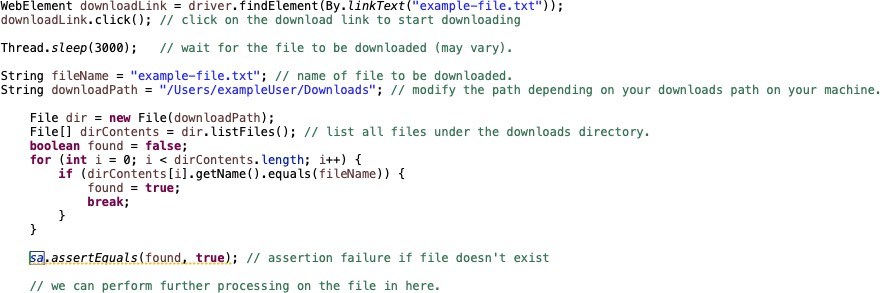 WebElement downloadLink = driver.findElement(By.linkText("example-file.txt"));
downloadLink.click(); // click on the download link to start downloading
Thread.sleep(3000);   // wait for the file to be downloaded (may vary).
String fileName = "example-file.txt"; // name of file to be downloaded.
String downloadPath = "/Users/exampleUser/Downloads"; // modify the path depending on your downloads path on your machine.
    File dir = new File(downloadPath);
    File[] dirContents = dir.listFiles(); // list all files under the downloads directory.
    boolean found = false;
    for (int i = 0; i < dirContents.length; i++) {
        if (dirContents[i].getName().equals(fileName)) {
            found = true;
            break;
        }
    }
    sa.assertEquals(found, true); // assertion failure if file doesn't exist
    // we can perform further processing on the file in here.